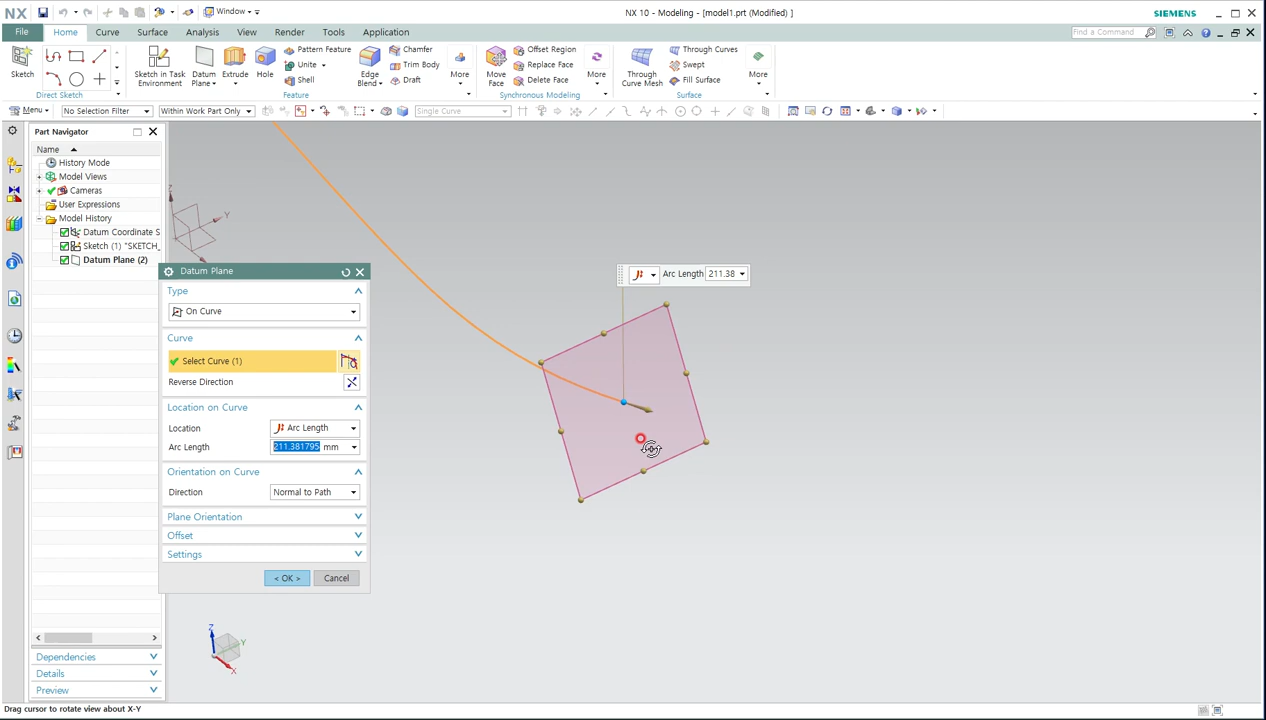 NX
Window
NX 10 - Modeling - [model1.prt (Modified) ]
SIEMENS
File Home Curve Surface Analysis View Render Tools Application
Find a Command
Sketch
Direct Sketch
Sketch in Task Environment
Datum Plane
Extrude
Hole
Pattern Feature
Unite
Shell
Edge Blend
Chamfer
Trim Body
Draft
More
Feature
Move Face
Offset Region
Replace Face
Delete Face
More
Synchronous Modeling
Through Curve Mesh
Through Curves
Swept
Fill Surface
More
Surface
Menu
No Selection Filter
Within Work Part Only
Single Curve
Part Navigator
Name
History Mode
Model Views
Cameras
User Expressions
Model History
Datum Coordinate S
Sketch (1) "SKETCH_
Datum Plane (2)
Dependencies
Details
Preview
Datum Plane
Type
On Curve
Curve
Select Curve (1)
Reverse Direction
Location on Curve
Location Arc Length
Arc Length 211.381795 mm
Orientation on Curve
Direction Normal to Path
Plane Orientation
Offset
Settings
< OK > Cancel
Arc Length 211.38
Z
Y
Z
Y
X
Drag cursor to rotate view about X-Y